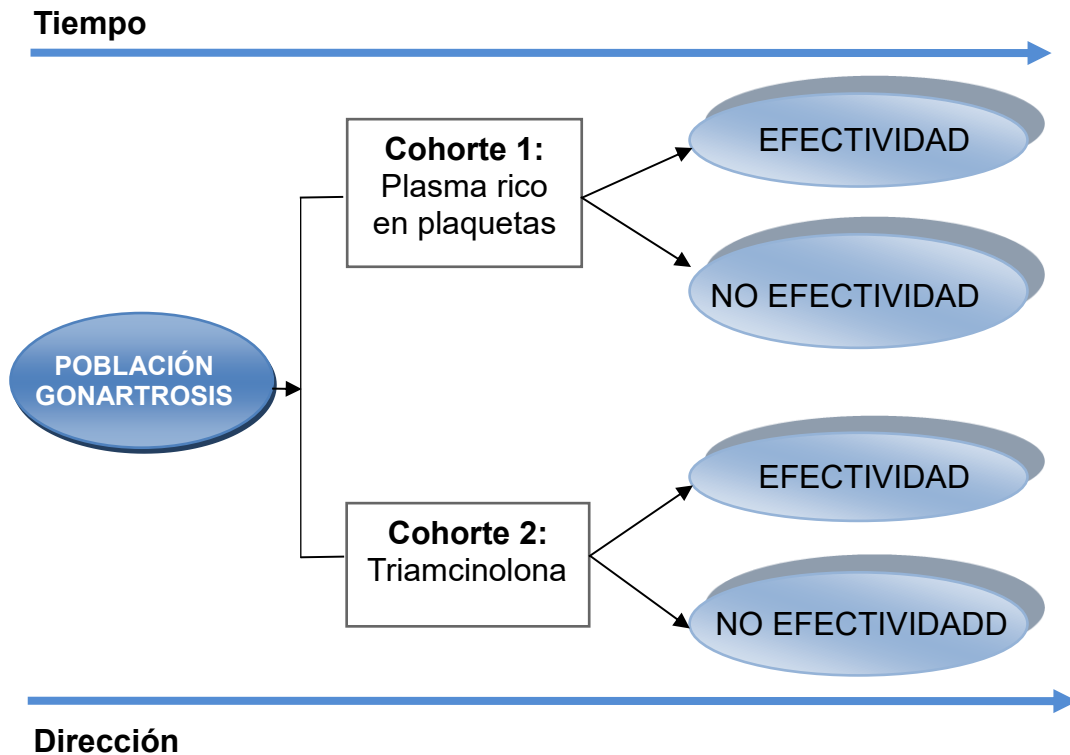 Tiempo
Cohorte 1:
Plasma rico
en plaquetas
EFECTIVIDAD
NO EFECTIVIDAD
POBLACIÓN
GONARTROSIS
Cohorte 2:
Triamcinolona
EFECTIVIDAD
NO EFECTIVIDADD
Dirección